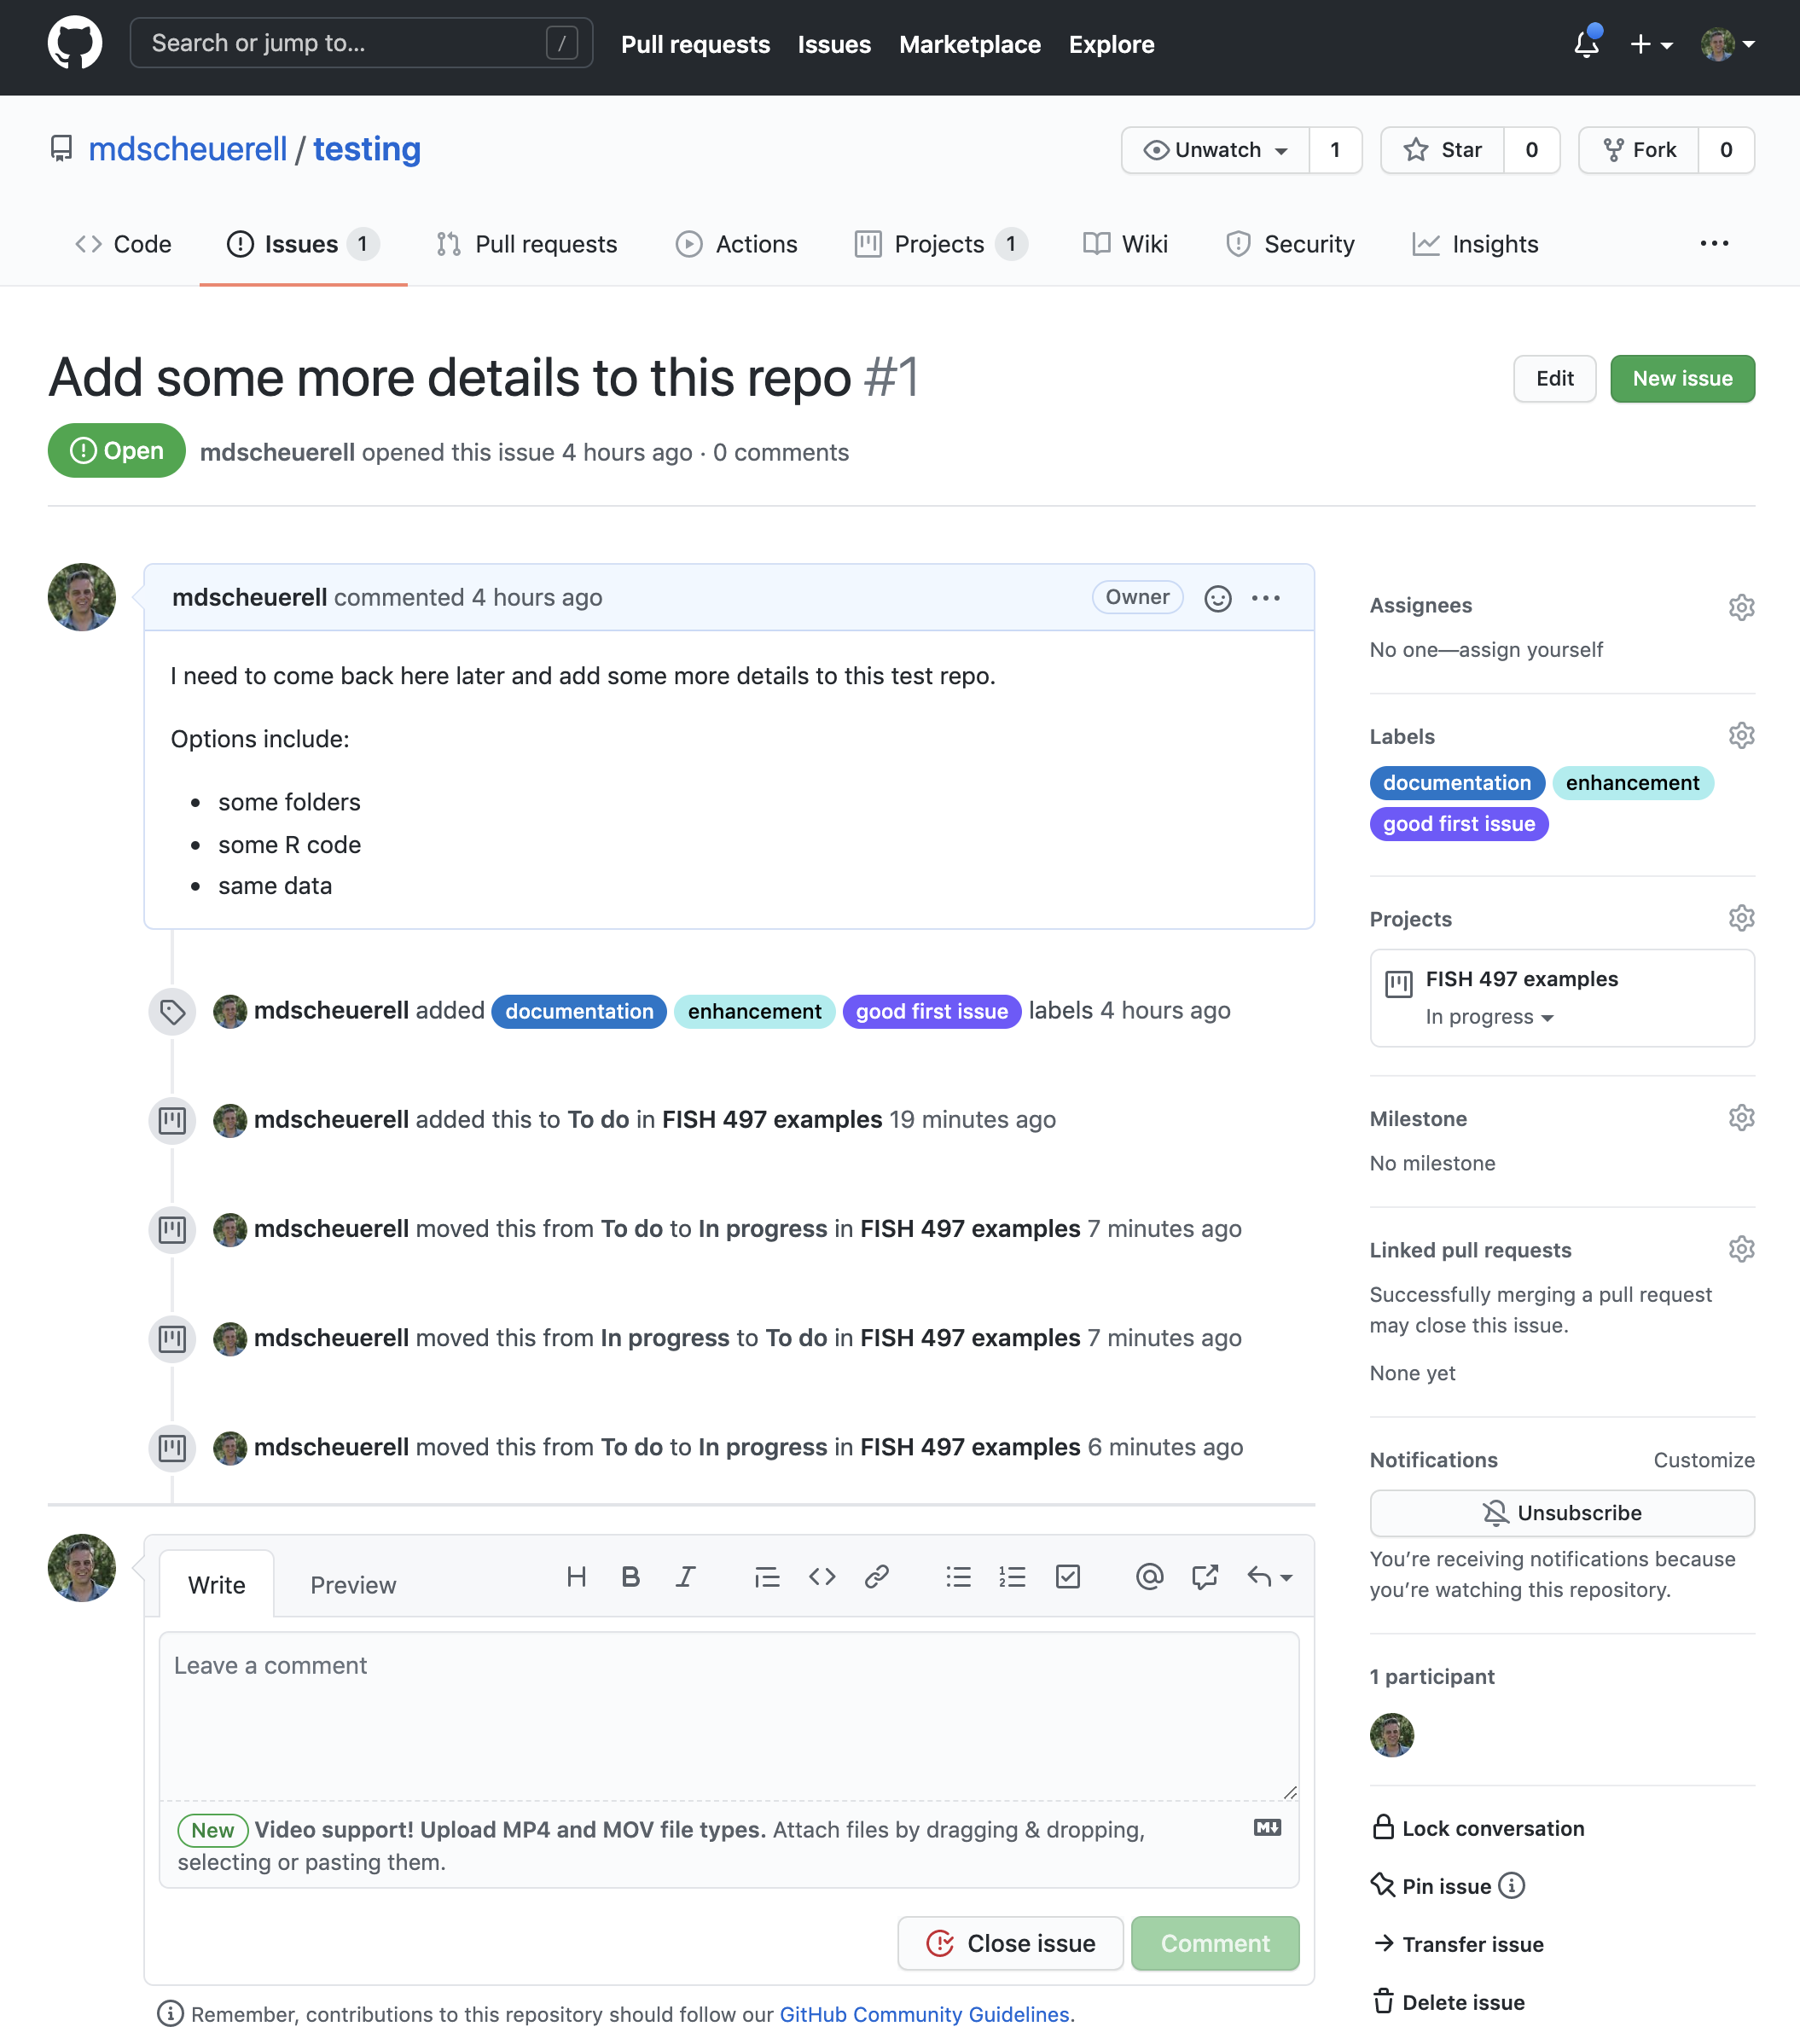 Search or jump to... /
Pull requests Issues Marketplace Explore
mdscheuerell / testing
Unwatch 1 Star 0 Fork 0
Code Issues 1 Pull requests Actions Projects 1 Wiki Security Insights
Add some more details to this repo #1
Edit New issue
Open mdscheuerell opened this issue 4 hours ago · 0 comments
mdscheuerell commented 4 hours ago Owner
I need to come back here later and add some more details to this test repo.
Options include:
• some folders
• some R code
• same data
mdscheuerell added documentation enhancement good first issue labels 4 hours ago
mdscheuerell added this to To do in FISH 497 examples 19 minutes ago
mdscheuerell moved this from To do to In progress in FISH 497 examples 7 minutes ago
mdscheuerell moved this from In progress to To do in FISH 497 examples 7 minutes ago
mdscheuerell moved this from To do to In progress in FISH 497 examples 6 minutes ago
Write Preview
Leave a comment
New Video support! Upload MP4 and MOV file types. Attach files by dragging & dropping,
selecting or pasting them.
Close issue Comment
Remember, contributions to this repository should follow our GitHub Community Guidelines.
Assignees
No one—assign yourself
Labels
documentation enhancement
good first issue
Projects
FISH 497 examples
In progress
Milestone
No milestone
Linked pull requests
Successfully merging a pull request
may close this issue.
None yet
Notifications Customize
Unsubscribe
You’re receiving notifications because
you’re watching this repository.
1 participant
Lock conversation
Pin issue
Transfer issue
Delete issue